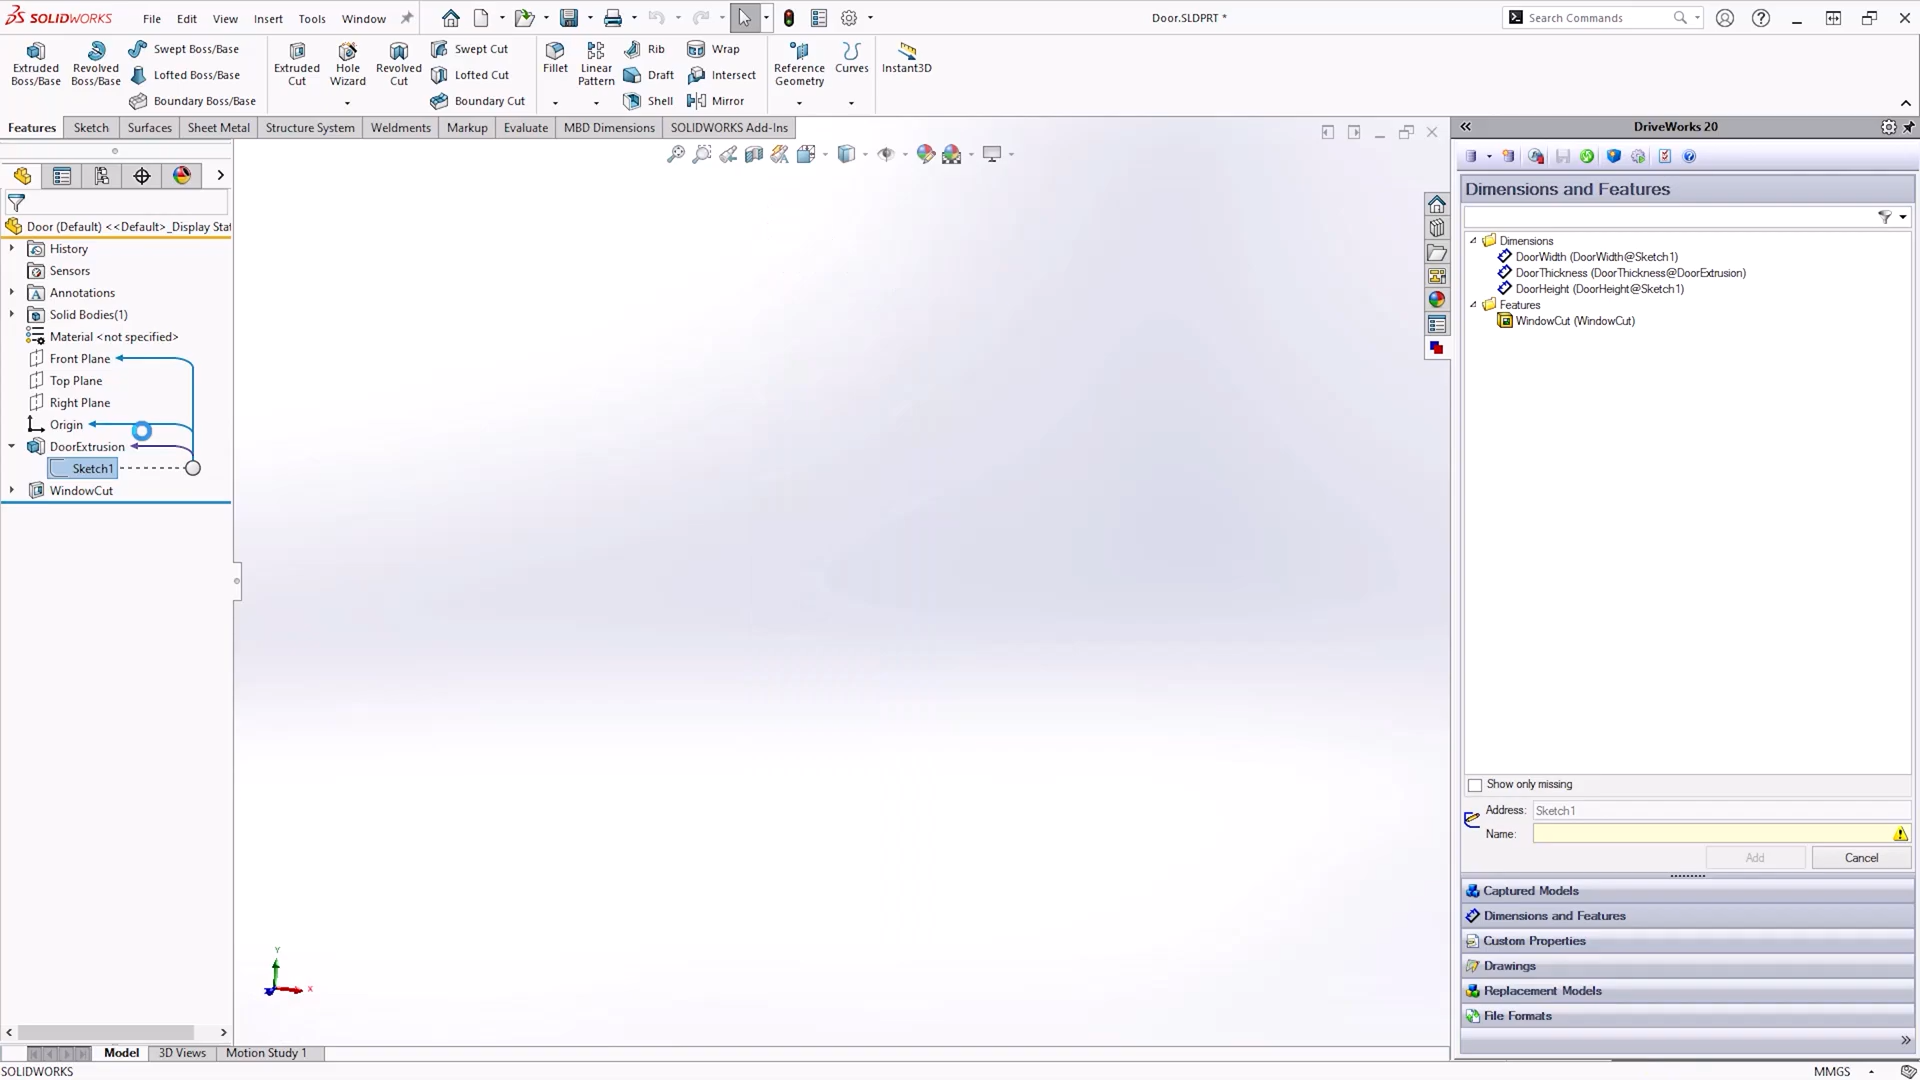 SOLIDWORKS File Edit View Insert Tools Window Door.SLDPRT * Search Commands
Extruded Boss/Base
Revolved Boss/Base
Swept Boss/Base
Lofted Boss/Base
Boundary Boss/Base
Extruded Cut
Hole Wizard
Revolved Cut
Swept Cut
Lofted Cut
Boundary Cut
Fillet
Linear Pattern
Rib
Draft
Shell
Wrap
Intersect
Mirror
Reference Geometry
Curves
Instant3D
Features Sketch Surfaces Sheet Metal Structure System Weldments Markup Evaluate MBD Dimensions SOLIDWORKS Add-Ins
Door (Default) <<Default>_Display Sta
History
Sensors
Annotations
Solid Bodies(1)
Material <not specified>
Front Plane
Top Plane
Right Plane
Origin
DoorExtrusion
Sketch1
WindowCut
Y
X
DriveWorks 20
Dimensions and Features
Dimensions
DoorWidth (DoorWidth@Sketch1)
DoorThickness (DoorThickness@DoorExtrusion)
DoorHeight (DoorHeight@Sketch1)
Features
WindowCut (WindowCut)
Show only missing
Address: Sketch1
Name:
Add Cancel
Captured Models
Dimensions and Features
Custom Properties
Drawings
Replacement Models
File Formats
Model 3D Views Motion Study 1
SOLIDWORKS MMGS